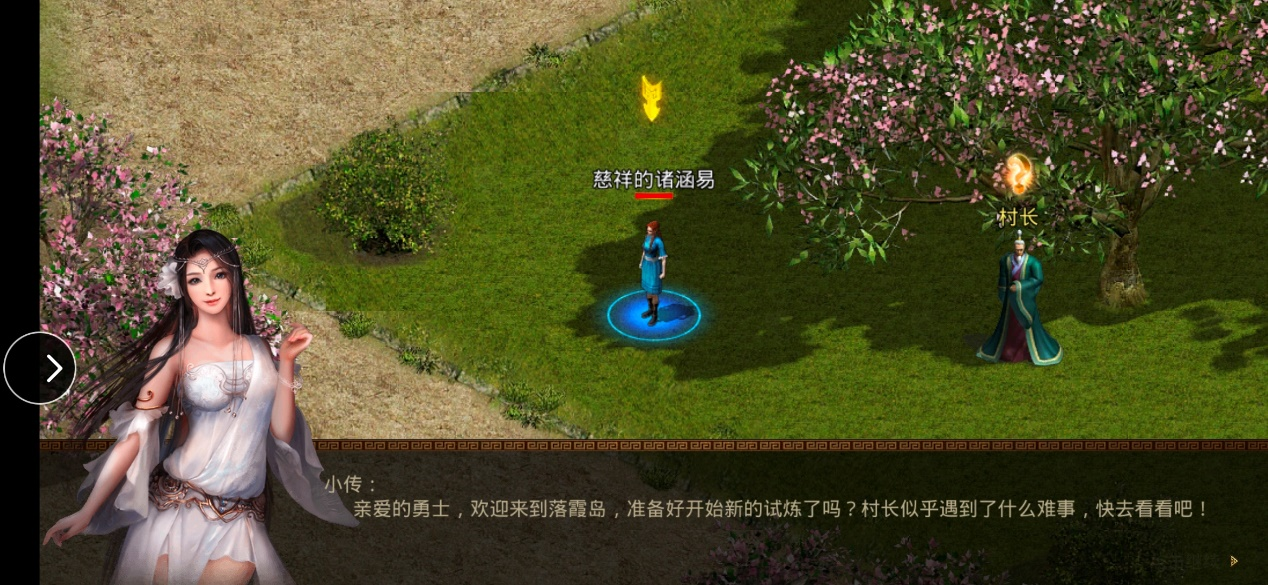 慈祥的诸涵易
村长
小传：
亲爱的勇士，欢迎来到落霞岛，准备好开始新的试炼了吗？村长似乎遇到了什么难事，快去看看吧！